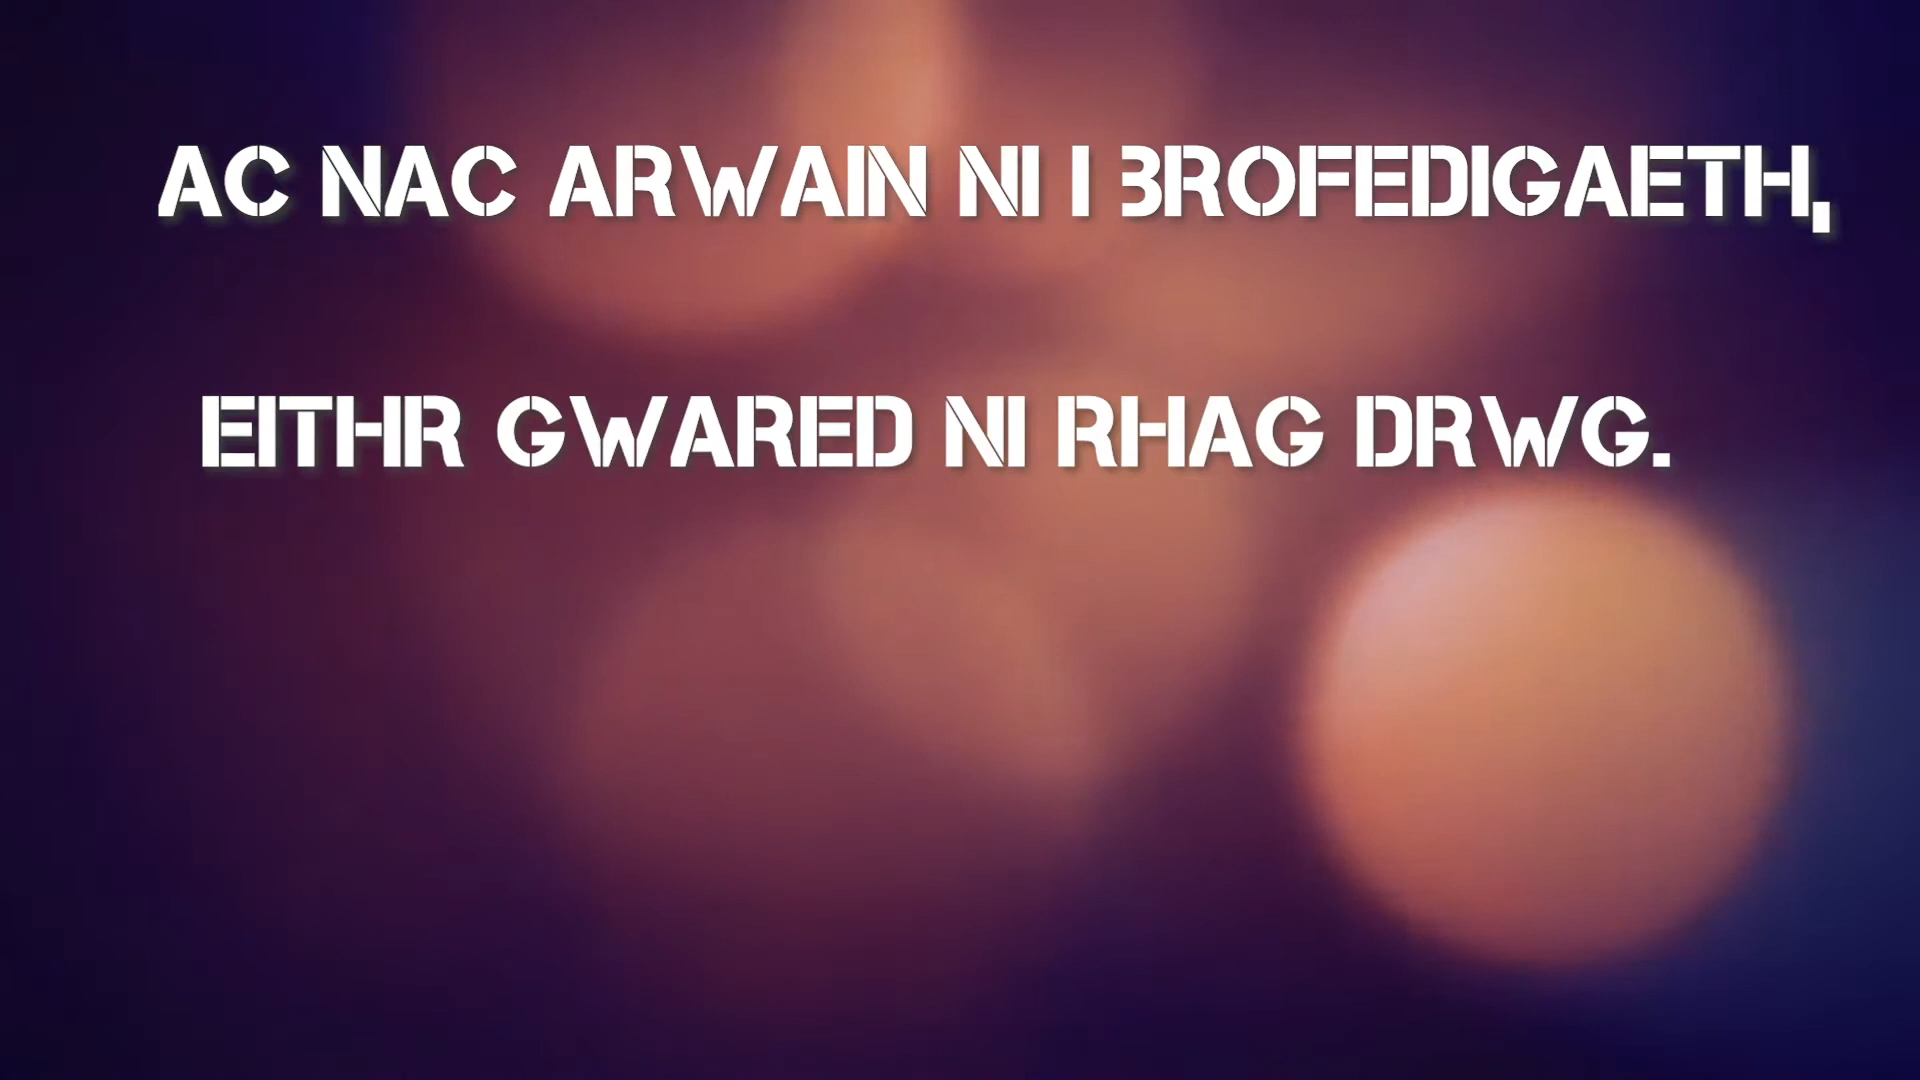 AC NAC ARWAIN NI I BROFEDIGAETH,
EITHR GWARED NI RHAG DRWG.